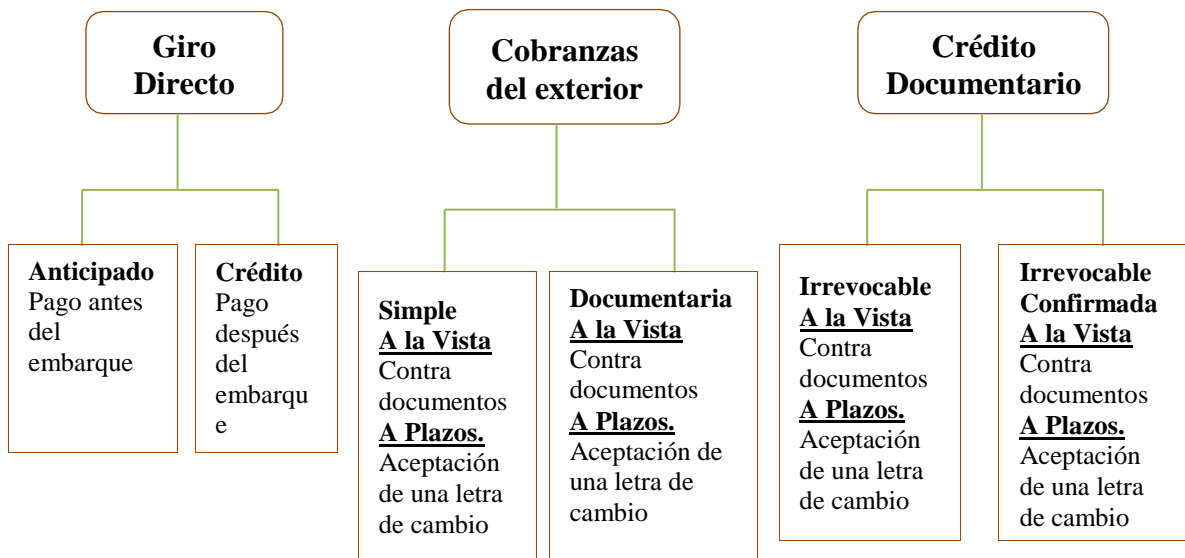 Giro
Directo
Cobranzas
del exterior
Crédito
Documentario
Anticipado
Pago antes
del
embarque
Crédito
Pago
después
del
embarqu
e
Simple
A la Vista
Contra
documentos
A Plazos.
Aceptación
de una letra
de cambio
Documentaria
A la Vista
Contra
documentos
A Plazos.
Aceptación de
una letra de
cambio
Irrevocable
A la Vista
Contra
documentos
A Plazos.
Aceptación
de una letra
de cambio
Irrevocable
Confirmada
A la Vista
Contra
documentos
A Plazos.
Aceptación
de una letra
de cambio